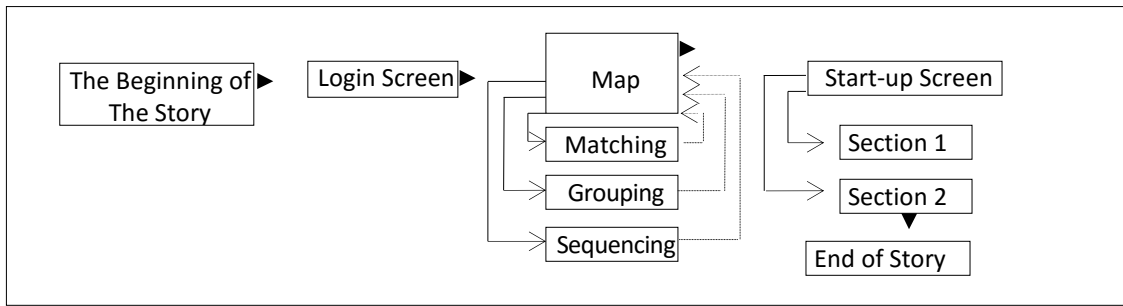 The Beginning of
The Story
Login Screen
Map
Matching
Grouping
Sequencing
Start-up Screen
Section 1
Section 2
End of Story